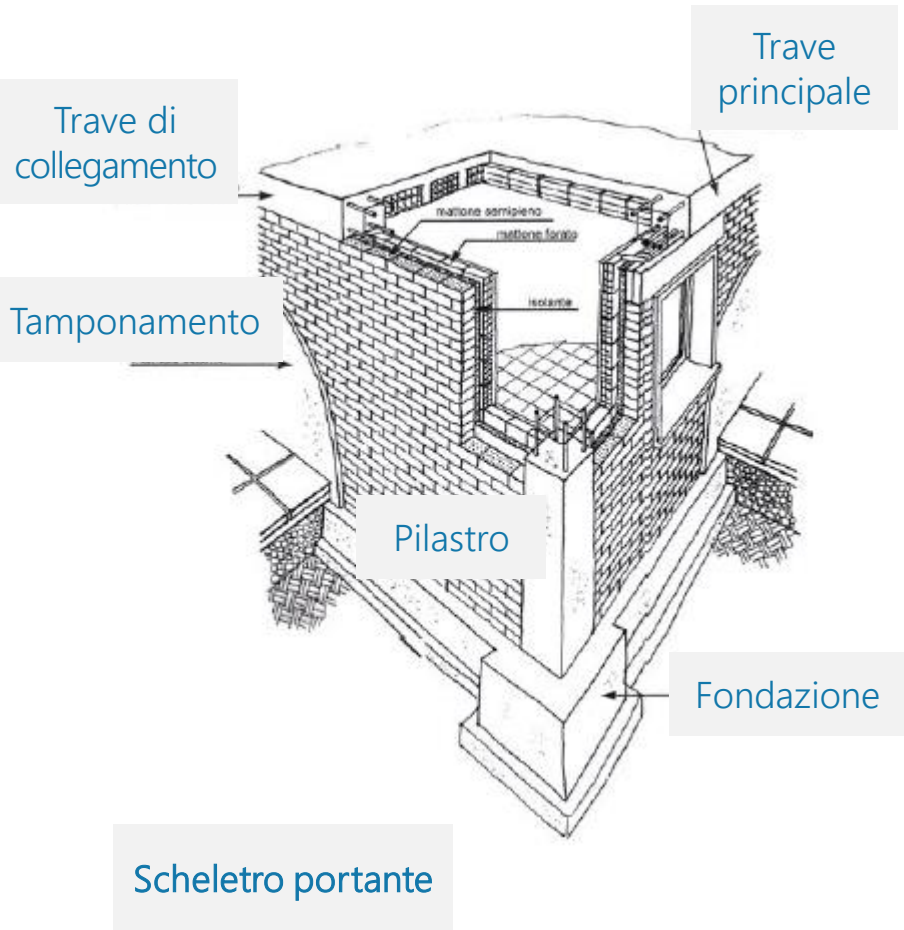 Trave
principale
Trave di
collegamento
mattone semipieno
mattone forato
isolante
Tamponamento
Pilastro
Fondazione
Scheletro portante